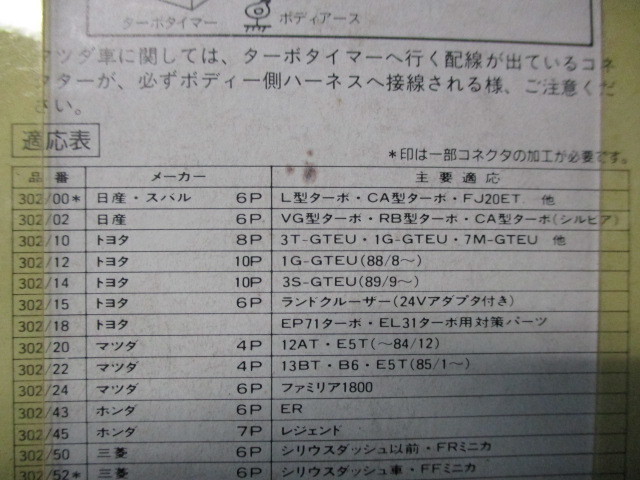 ターボタイマー
ボディアース
マツダ車に関しては、ターボタイマーへ行く配線が出ているコネ
クターが、必ずボディー側ハーネスへ接線される様、ご注意くだ
さい。
適応表
*印は一部コネクタの加工が必要です。
品番 メーカー 主要適応
302/00* 日産・スバル 6P L型ターボ・CA型ターボ・FJ20ET 他
302/02 日産 6P VG型ターボ・RB型ターボ・CA型ターボ(シルビア)
302/10 トヨタ 8P 3T-GTEU・1G-GTEU・7M-GTEU 他
302/12 トヨタ 10P 1G-GTEU(88/8〜)
302/14 トヨタ 10P 3S-GTEU(89/9〜)
302/15 トヨタ 6P ランドクルーザー(24Vアダプタ付き)
302/18 トヨタ EP71ターボ・EL31ターボ用対策パーツ
302/20 マツダ 4P 12AT・E5T(〜84/12)
302/22 マツダ 4P 13BT・B6・E5T(85/1〜)
302/24 マツダ 6P ファミリア1800
302/43 ホンダ 6P ER
302/45 ホンダ 7P レジェンド
302/50 三菱 6P シリウスダッシュ以前・FRミニカ
302/52* 三菱 6P シリウスダッシュ車・FFミニカ